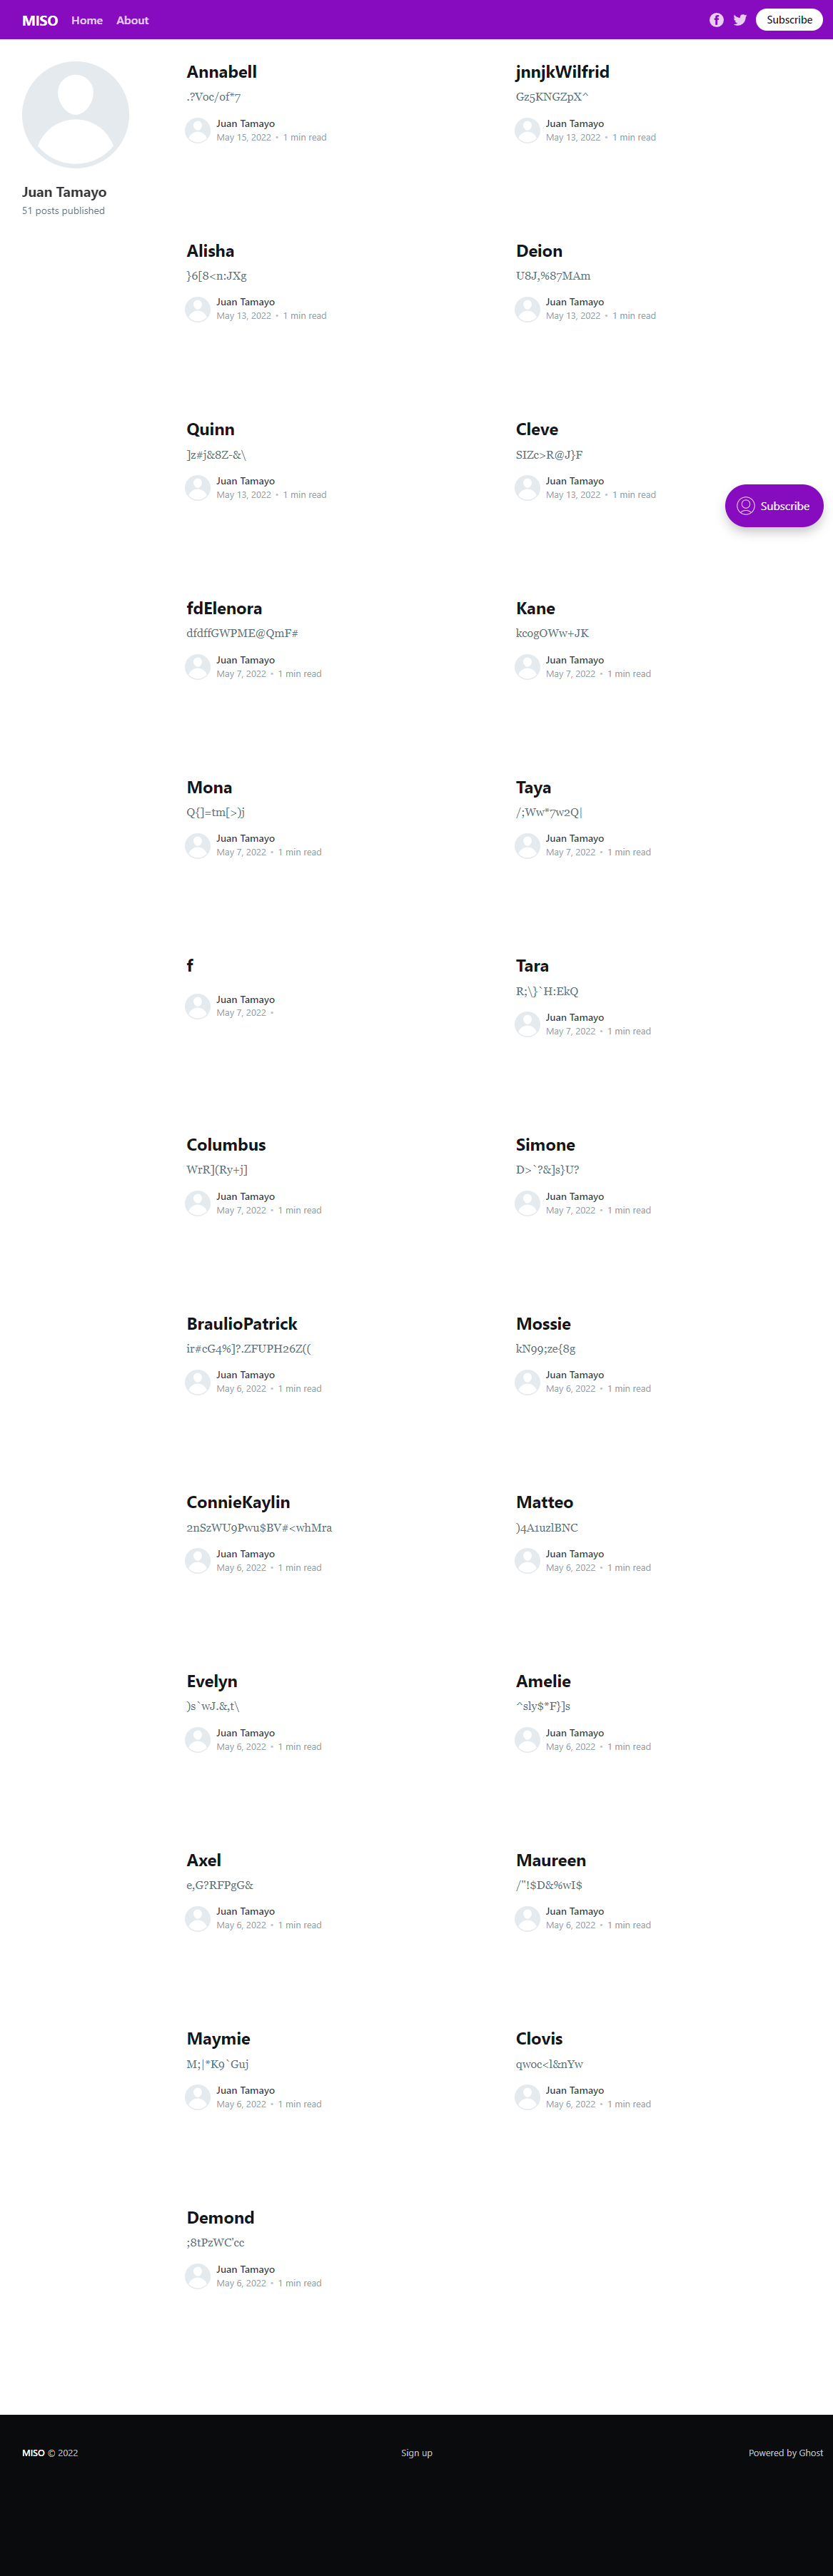 MISO Home About Subscribe
Juan Tamayo
51 posts published
Annabell
.?Voc/of*7
Juan Tamayo
May 15, 2022 • 1 min read
jnnjkWilfrid
Gz5KNGZpX^
Juan Tamayo
May 13, 2022 • 1 min read
Alisha
}6[8<n:JXg
Juan Tamayo
May 13, 2022 • 1 min read
Deion
U8J,%87MAm
Juan Tamayo
May 13, 2022 • 1 min read
Quinn
]z#j&8Z-&\
Juan Tamayo
May 13, 2022 • 1 min read
Cleve
SIZc>R@J}F
Juan Tamayo
May 13, 2022 • 1 min read
Subscribe
fdElenora
dfdffGWPME@QmF#
Juan Tamayo
May 7, 2022 • 1 min read
Kane
kcogOWw+JK
Juan Tamayo
May 7, 2022 • 1 min read
Mona
Q{]=tm[>)j
Juan Tamayo
May 7, 2022 • 1 min read
Taya
/;Ww*7w2Q|
Juan Tamayo
May 7, 2022 • 1 min read
f
Juan Tamayo
May 7, 2022 •
Tara
R;\}`H:EkQ
Juan Tamayo
May 7, 2022 • 1 min read
Columbus
WrR](Ry+j]
Juan Tamayo
May 7, 2022 • 1 min read
Simone
D>`?&]s}U?
Juan Tamayo
May 7, 2022 • 1 min read
BraulioPatrick
ir#cG4%]?.ZFUPH26Z((
Juan Tamayo
May 6, 2022 • 1 min read
Mossie
kN99;ze{8g
Juan Tamayo
May 6, 2022 • 1 min read
ConnieKaylin
2nSzWU9Pwu$BV#<whMra
Juan Tamayo
May 6, 2022 • 1 min read
Matteo
)4A1uzlBNC
Juan Tamayo
May 6, 2022 • 1 min read
Evelyn
)s`wJ.&,t\
Juan Tamayo
May 6, 2022 • 1 min read
Amelie
^sly$*F}]s
Juan Tamayo
May 6, 2022 • 1 min read
Axel
e,G?RFPgG&
Juan Tamayo
May 6, 2022 • 1 min read
Maureen
/"!$D&%wI$
Juan Tamayo
May 6, 2022 • 1 min read
Maymie
M;|*K9`Guj
Juan Tamayo
May 6, 2022 • 1 min read
Clovis
qwoc<l&nYw
Juan Tamayo
May 6, 2022 • 1 min read
Demond
;8tPzWC'cc
Juan Tamayo
May 6, 2022 • 1 min read
MISO © 2022 Sign up Powered by Ghost